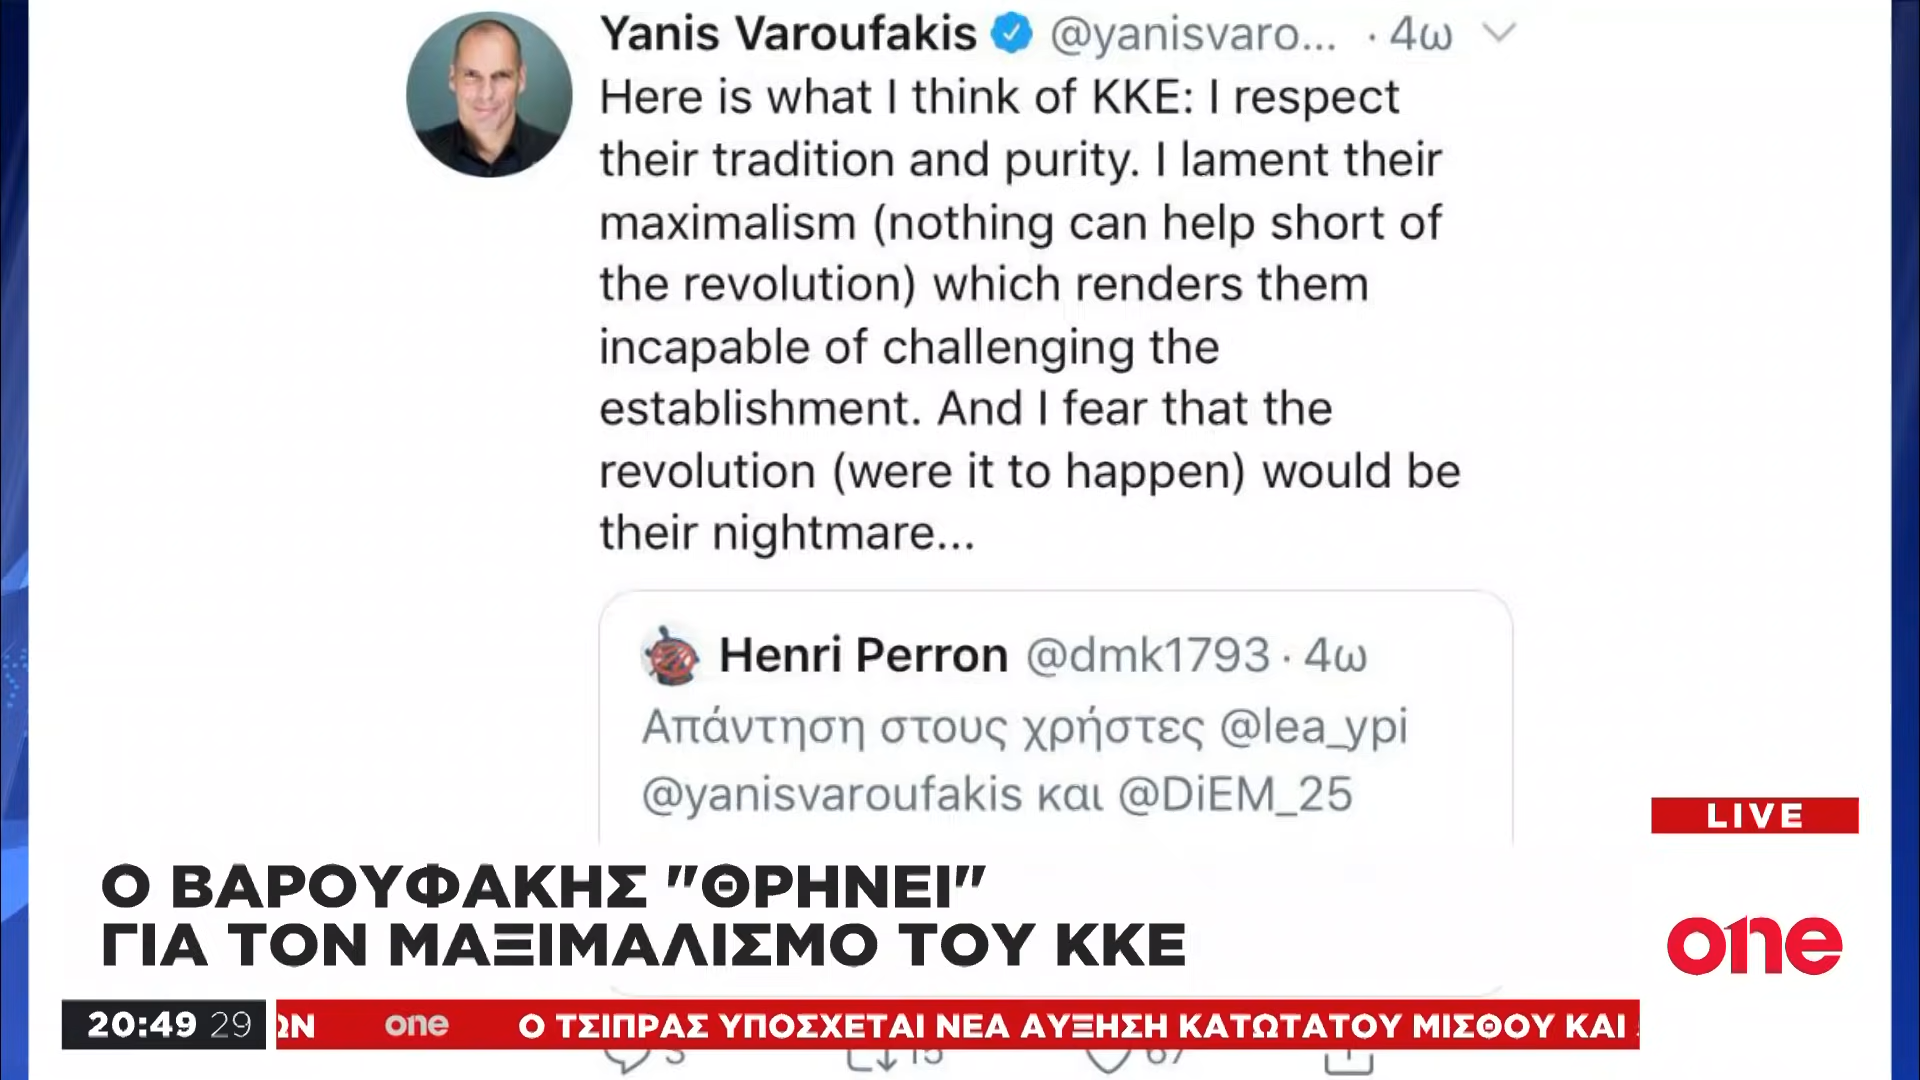 Yanis Varoufakis @yanisvaro... · 4ω
Here is what I think of KKE: I respect
their tradition and purity. I lament their
maximalism (nothing can help short of
the revolution) which renders them
incapable of challenging the
establishment. And I fear that the
revolution (were it to happen) would be
their nightmare...
Henri Perron @dmk1793 · 4ω
Απάντηση στους χρήστες @lea_ypi
@yanisvaroufakis και @DiEM_25
LIVE
Ο ΒΑΡΟΥΦΑΚΗΣ "ΘΡΗΝΕΙ"
ΓΙΑ ΤΟΝ ΜΑΞΙΜΑΛΙΣΜΟ ΤΟΥ ΚΚΕ
one
20:49 29 ΩΝ one Ο ΤΣΙΠΡΑΣ ΥΠΟΣΧΕΤΑΙ ΝΕΑ ΑΥΞΗΣΗ ΚΑΤΩΤΑΤΟΥ ΜΙΣΘΟΥ ΚΑΙ
3 15 67